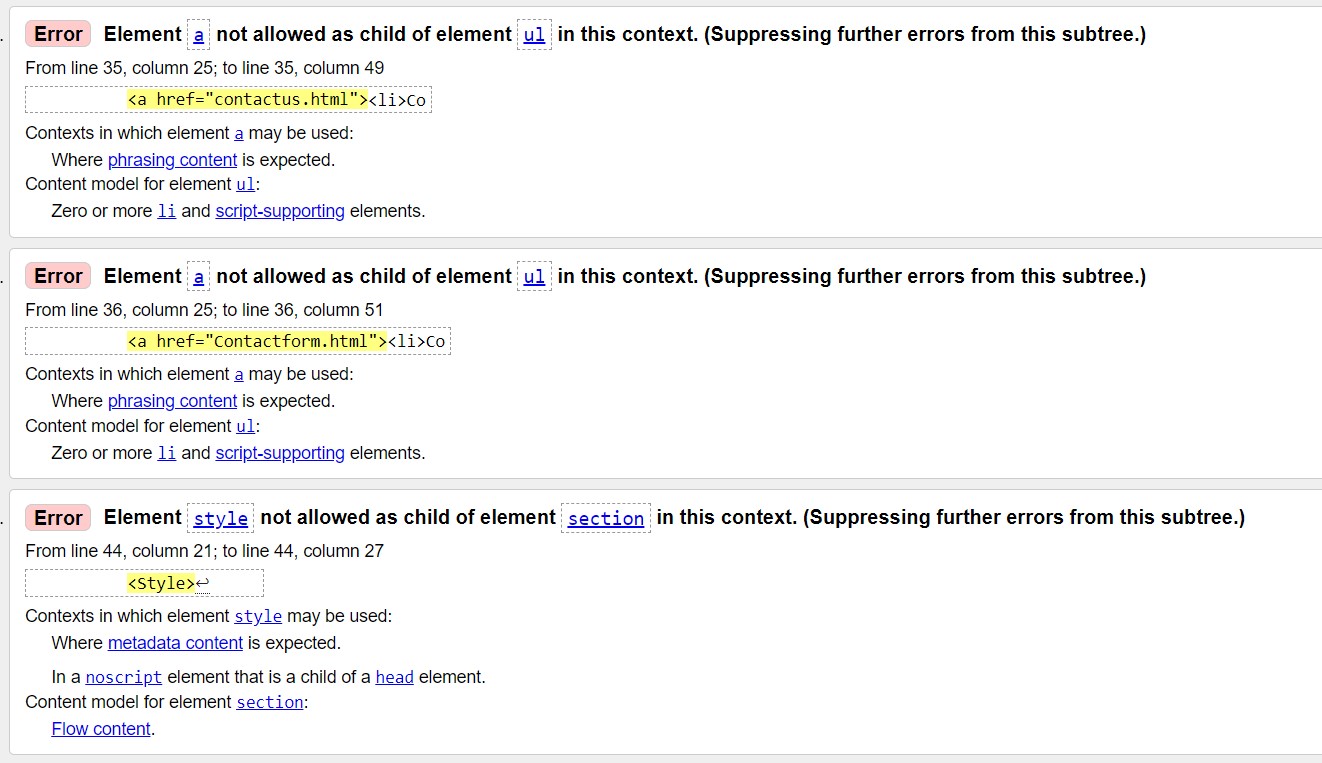 Error Element a not allowed as child of element ul in this context. (Suppressing further errors from this subtree.)
From line 35, column 25; to line 35, column 49
<a href="contactus.html"><li>Co
Contexts in which element a may be used:
Where phrasing content is expected.
Content model for element ul:
Zero or more li and script-supporting elements.
Error Element a not allowed as child of element ul in this context. (Suppressing further errors from this subtree.)
From line 36, column 25; to line 36, column 51
<a href="Contactform.html"><li>Co
Contexts in which element a may be used:
Where phrasing content is expected.
Content model for element ul:
Zero or more li and script-supporting elements.
Error Element style not allowed as child of element section in this context. (Suppressing further errors from this subtree.)
From line 44, column 21; to line 44, column 27
<Style>↩
Contexts in which element style may be used:
Where metadata content is expected.
In a noscript element that is a child of a head element.
Content model for element section:
Flow content.